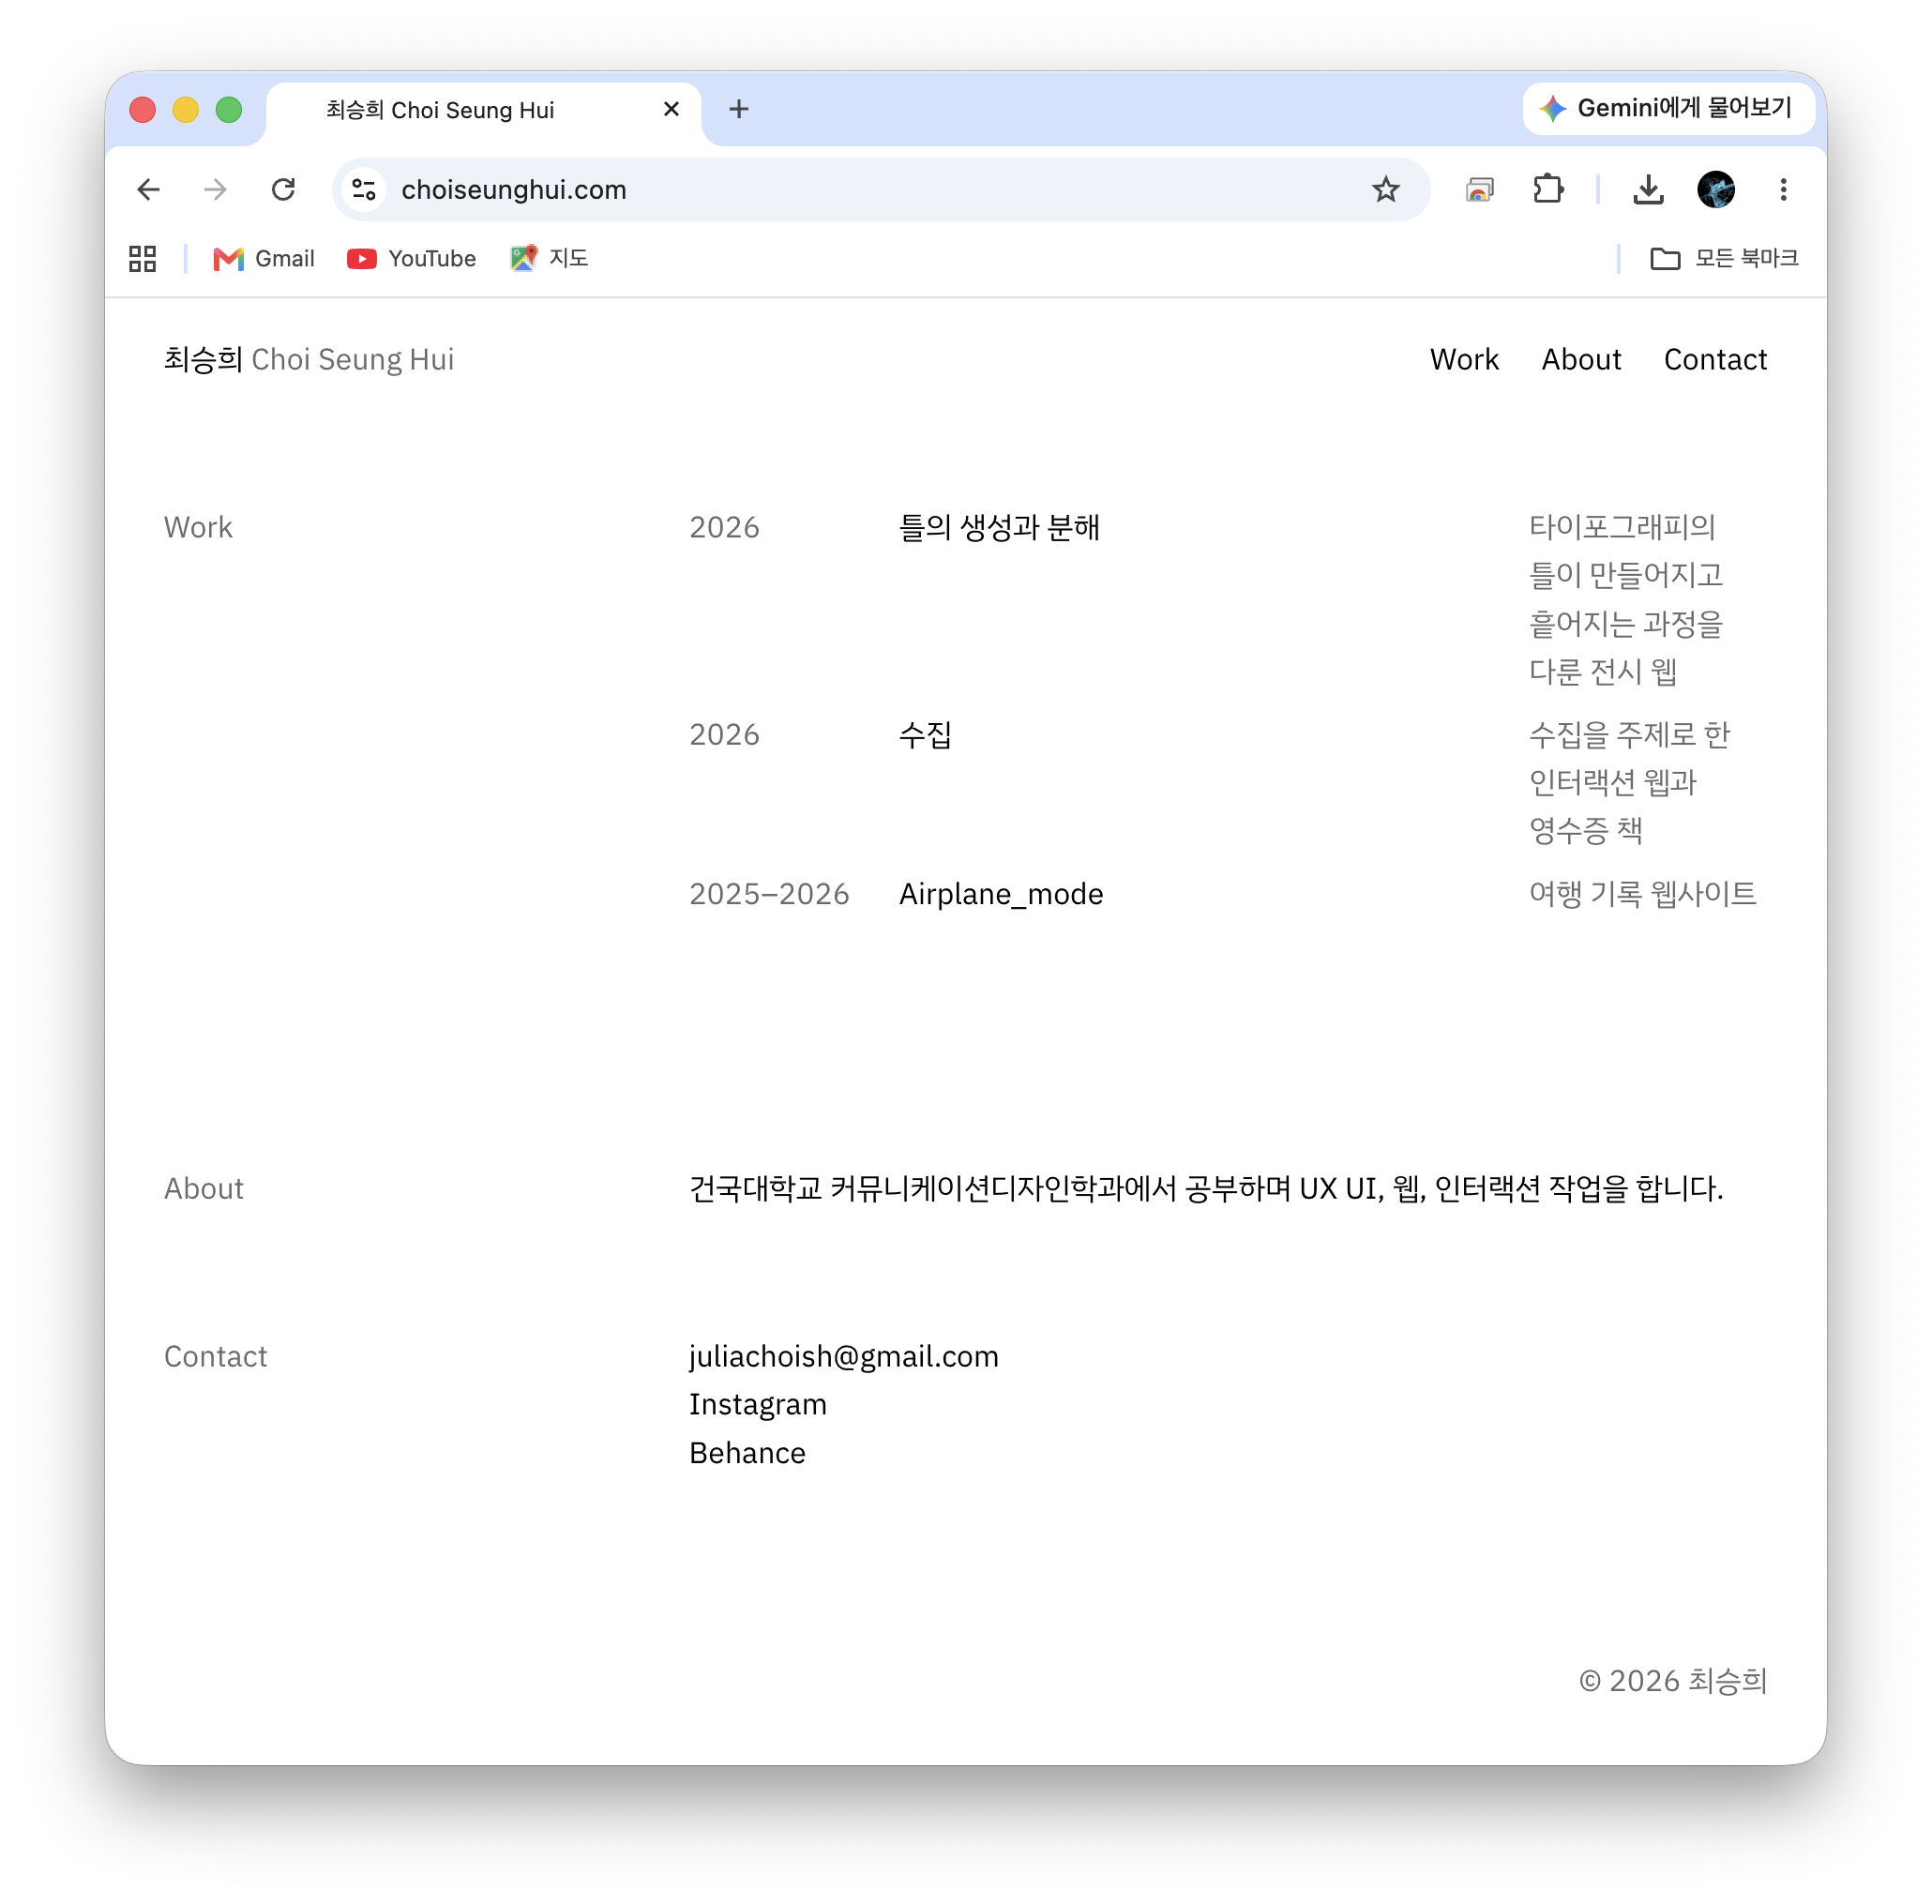 최승희 Choi Seung Hui
Gemini에게 물어보기
choiseunghui.com
Gmail
YouTube
지도
모든 북마크
최승희 Choi Seung Hui
Work
About
Contact
Work
2026
틀의 생성과 분해
타이포그래피의
틀이 만들어지고
흩어지는 과정을
다룬 전시 웹
2026
수집
수집을 주제로 한
인터랙션 웹과
영수증 책
2025–2026
Airplane_mode
여행 기록 웹사이트
About
건국대학교 커뮤니케이션디자인학과에서 공부하며 UX UI, 웹, 인터랙션 작업을 합니다.
Contact
juliachoish@gmail.com
Instagram
Behance
© 2026 최승희